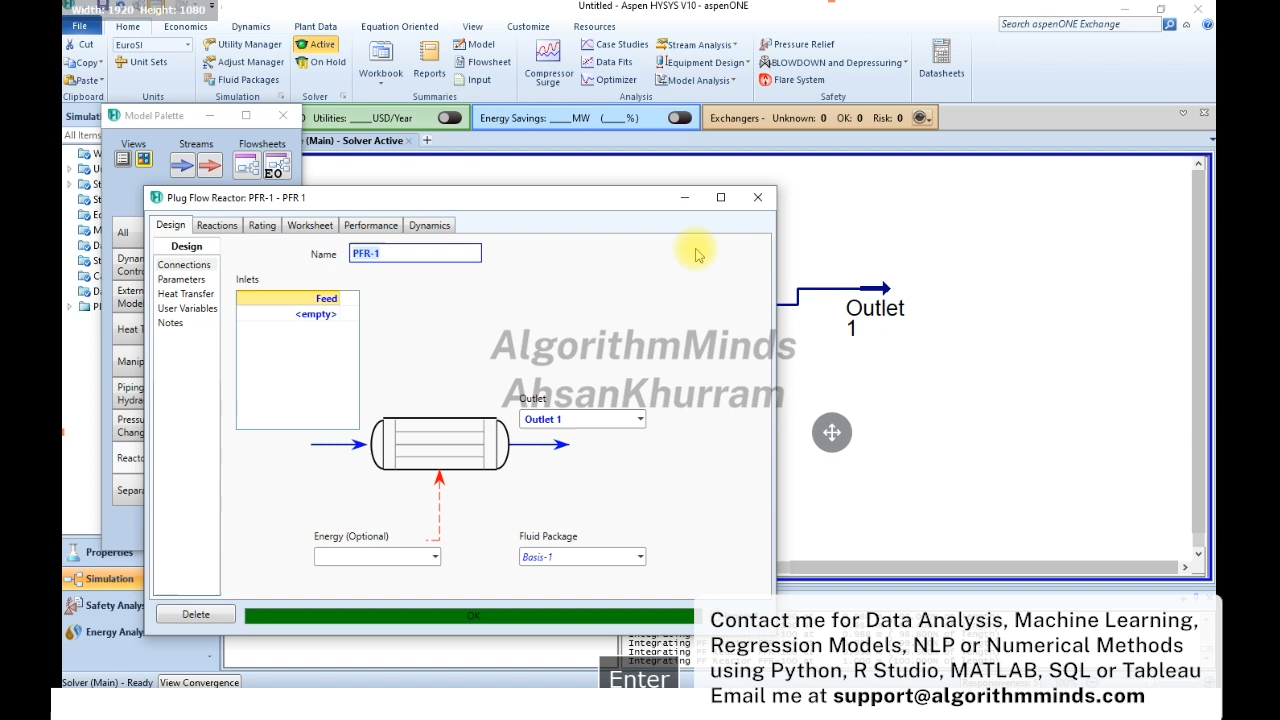 Width: 1920 Height: 1080
Untitled - Aspen HYSYS V10 - aspenONE
File Home Economics Dynamics Plant Data Equation Oriented View Customize Resources
Search aspenONE Exchange
Cut EuroSI Utility Manager Active Model Case Studies Stream Analysis Pressure Relief
Copy Unit Sets Adjust Manager On Hold Workbook Reports Flowsheet Compressor Surge Data Fits Equipment Design BLOWDOWN and Depressuring Datasheets
Paste Fluid Packages Input Optimizer Model Analysis Flare System
Clipboard Units Simulation Solver Summaries Analysis Safety
Model Palette
0 Utilities: ____USD/Year Energy Savings: ____MW (____%) Exchangers - Unknown: 0 OK: 0 Risk: 0
All Items
(Main) - Solver Active
Views Streams Flowsheets
EO
Plug Flow Reactor: PFR-1 - PFR 1
Design Reactions Rating Worksheet Performance Dynamics
All
Design
Connections
Parameters
Heat Transfer
User Variables
Notes
Name PFR-1
Inlets
Feed
<empty>
Outlet
Outlet 1
Energy (Optional)
Fluid Package
Basis-1
Delete
OK
Outlet
1
AlgorithmMinds
AhsanKhurram
Properties
Simulation
Safety Analys
Energy Analy
Solver (Main) - Ready View Convergence
Enter
Contact me for Data Analysis, Machine Learning,
Regression Models, NLP or Numerical Methods
using Python, R Studio, MATLAB, SQL or Tableau
Email me at support@algorithmminds.com